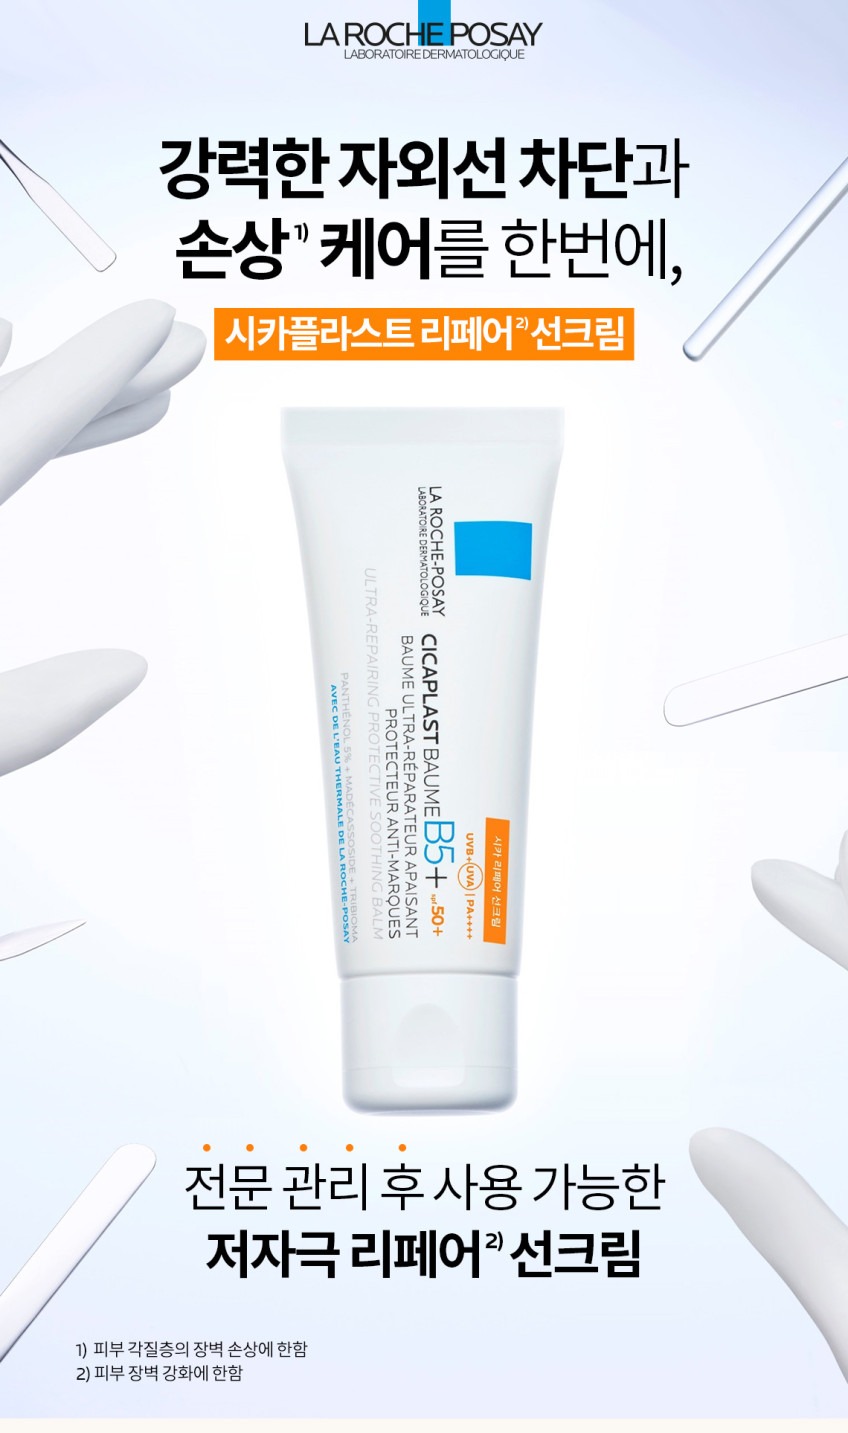 LA ROCHE POSAY
LABORATOIRE DERMATOLOGIQUE
강력한 자외선 차단과
손상¹⁾ 케어를 한번에,
시카플라스트 리페어²⁾ 선크림
LA ROCHE-POSAY
LABORATOIRE DERMATOLOGIQUE
CICAPLAST BAUME B5+
spf 50+
UVB+UVA | PA++++
시카 리페어 선크림
BAUME ULTRA-RÉPARATEUR APAISANT
PROTECTEUR ANTI-MARQUES
ULTRA-REPAIRING PROTECTIVE SOOTHING BALM
PANTHÉNOL 5% + MADÉCASSOSIDE + TRIBIOMA
AVEC DE L'EAU THERMALE DE LA ROCHE-POSAY
전문 관리 후 사용 가능한
저자극 리페어²⁾ 선크림
1) 피부 각질층의 장벽 손상에 한함
2) 피부 장벽 강화에 한함